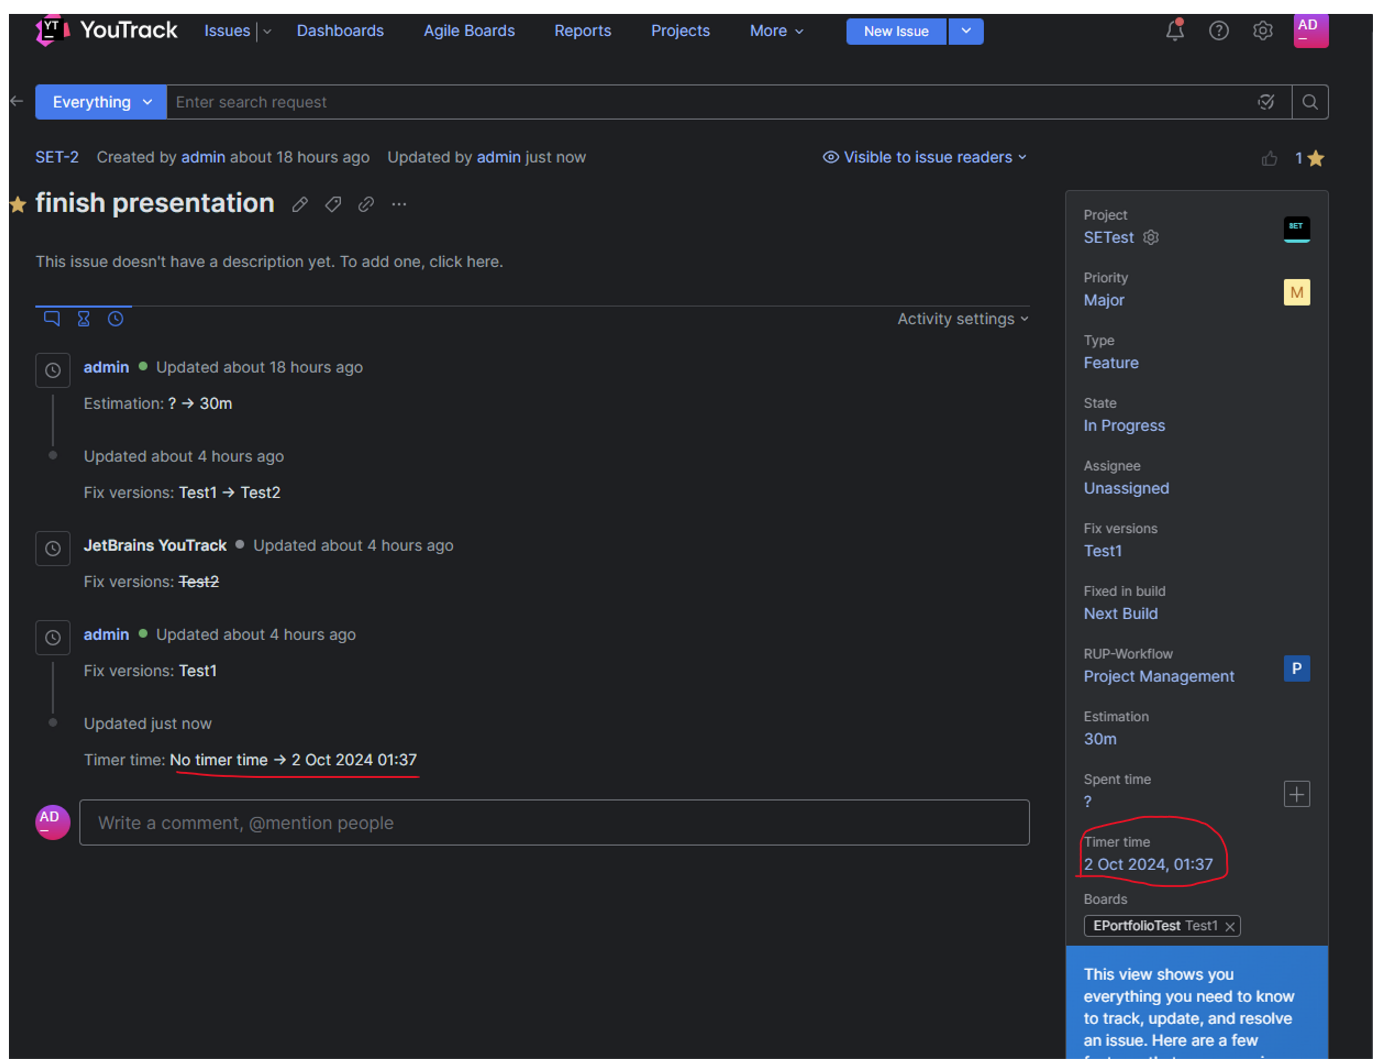 YT YouTrack Issues Dashboards Agile Boards Reports Projects More New Issue AD
Everything Enter search request
SET-2 Created by admin about 18 hours ago Updated by admin just now Visible to issue readers 1
finish presentation
This issue doesn't have a description yet. To add one, click here.
Activity settings
admin Updated about 18 hours ago
Estimation: ? → 30m
Updated about 4 hours ago
Fix versions: Test1 → Test2
JetBrains YouTrack Updated about 4 hours ago
Fix versions: Test2
admin Updated about 4 hours ago
Fix versions: Test1
Updated just now
Timer time: No timer time → 2 Oct 2024 01:37
AD Write a comment, @mention people
Project
SETest SET
Priority
Major M
Type
Feature
State
In Progress
Assignee
Unassigned
Fix versions
Test1
Fixed in build
Next Build
RUP-Workflow
Project Management P
Estimation
30m
Spent time
?
Timer time
2 Oct 2024, 01:37
Boards
EPortfolioTest Test1
This view shows you
everything you need to know
to track, update, and resolve
an issue. Here are a few